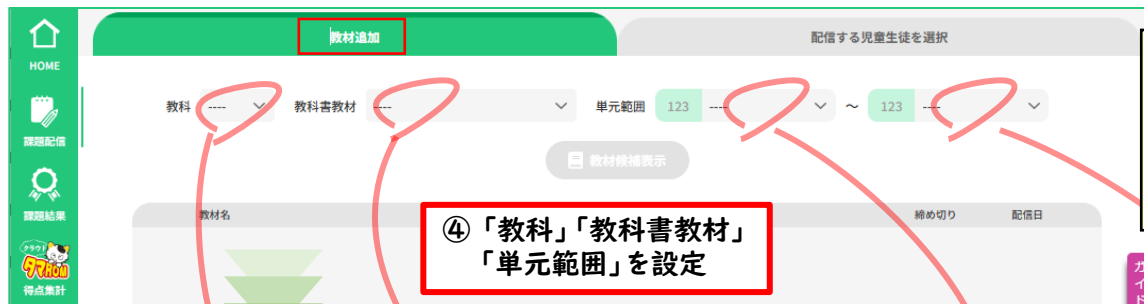 HOME
課題配信
課題結果
クラウド
タマROM
得点集計
教材追加
配信する児童生徒を選択
教科 ---- 教科書教材 ---- 単元範囲 123 ---- ～ 123 ----
教材候補表示
教材名 締め切り 配信日
④「教科」「教科書教材」
「単元範囲」を設定
ガイド